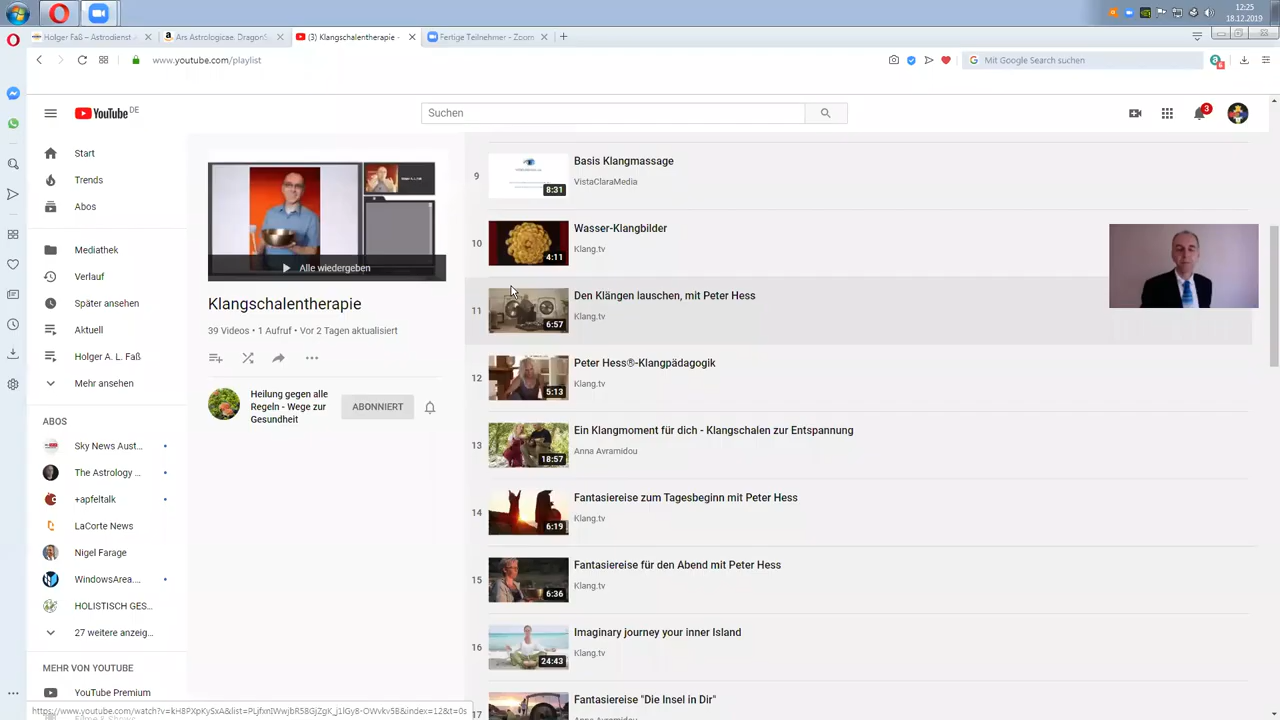 12:25
18.12.2019
Holger Faß – Astrodienst -
Ars Astrologicae, DragonS
(3) Klangschalentherapie -
Fertige Teilnehmer - Zoom
www.youtube.com/playlist
Mit Google Search suchen
6
YouTube DE
Suchen
3
Start
Trends
Abos
Mediathek
Verlauf
Später ansehen
Aktuell
Holger A. L. Faß
Mehr ansehen
ABOS
Sky News Aust...
The Astrology ...
+apfeltalk
LaCorte News
Nigel Farage
WindowsArea....
HOLISTISCH GES...
27 weitere anzeig...
MEHR VON YOUTUBE
YouTube Premium
Alle wiedergeben
Klangschalentherapie
39 Videos • 1 Aufruf • Vor 2 Tagen aktualisiert
Heilung gegen alle
Regeln - Wege zur
Gesundheit
ABONNIERT
9
8:31
Basis Klangmassage
VistaClaraMedia
10
4:11
Wasser-Klangbilder
Klang.tv
11
6:57
Den Klängen lauschen, mit Peter Hess
Klang.tv
12
5:13
Peter Hess®-Klangpädagogik
Klang.tv
13
18:57
Ein Klangmoment für dich - Klangschalen zur Entspannung
Anna Avramidou
14
6:19
Fantasiereise zum Tagesbeginn mit Peter Hess
Klang.tv
15
6:36
Fantasiereise für den Abend mit Peter Hess
Klang.tv
16
24:43
Imaginary journey your inner Island
Klang.tv
17
Fantasiereise "Die Insel in Dir"